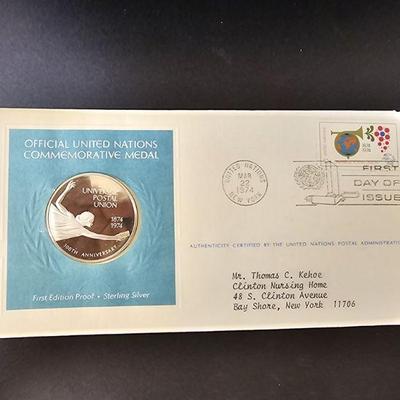 OFFICIAL UNITED NATIONS
COMMEMORATIVE MEDAL
UNIVERSAL
POSTAL
UNION
1874
1974
100TH ANNIVERSARY
First Edition Proof • Sterling Silver
UNITED NATIONS
MAR
22
1974
NEW YORK
1874
1974
FIRST
DAY OF
ISSUE
AUTHENTICITY CERTIFIED BY THE UNITED NATIONS POSTAL ADMINISTRATION
Mr. Thomas C. Kehoe
Clinton Nursing Home
48 S. Clinton Avenue
Bay Shore, New York   11706